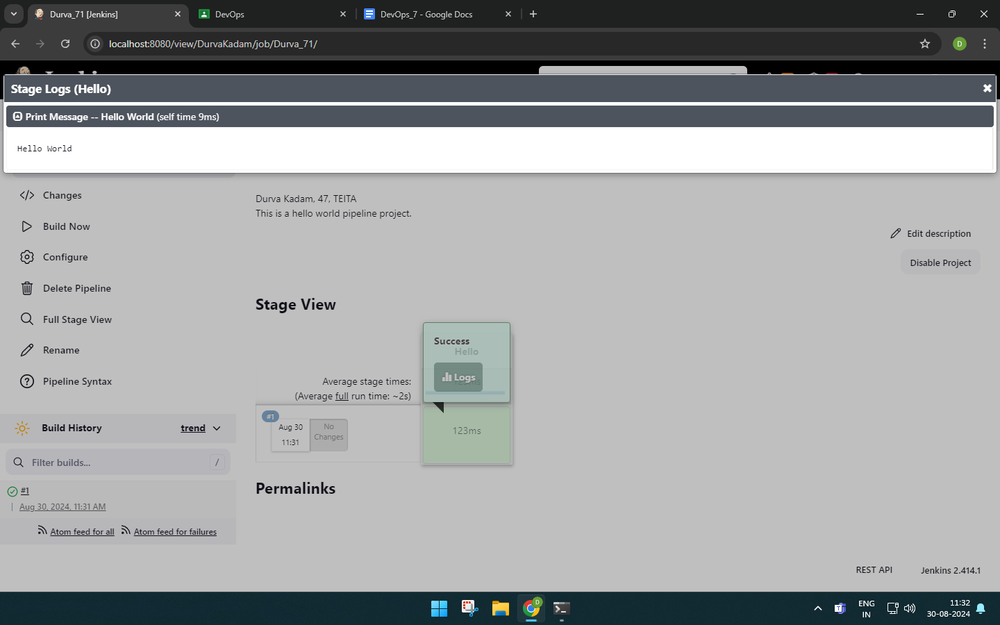 Durva_71 [Jenkins]
DevOps
DevOps_7 - Google Docs
localhost:8080/view/DurvaKadam/job/Durva_71/
D
Stage Logs (Hello)
Print Message -- Hello World (self time 9ms)
Hello World
Changes
Build Now
Configure
Delete Pipeline
Full Stage View
Rename
Pipeline Syntax
Build History
trend
Filter builds...
/
#1
Aug 30, 2024, 11:31 AM
Atom feed for all
Atom feed for failures
Durva Kadam, 47, TEITA
This is a hello world pipeline project.
Edit description
Disable Project
Stage View
Success
Hello
Logs
Average stage times:
(Average full run time: ~2s)
#1
Aug 30
11:31
No
Changes
123ms
Permalinks
REST API
Jenkins 2.414.1
D
ENG
IN
11:32
30-08-2024